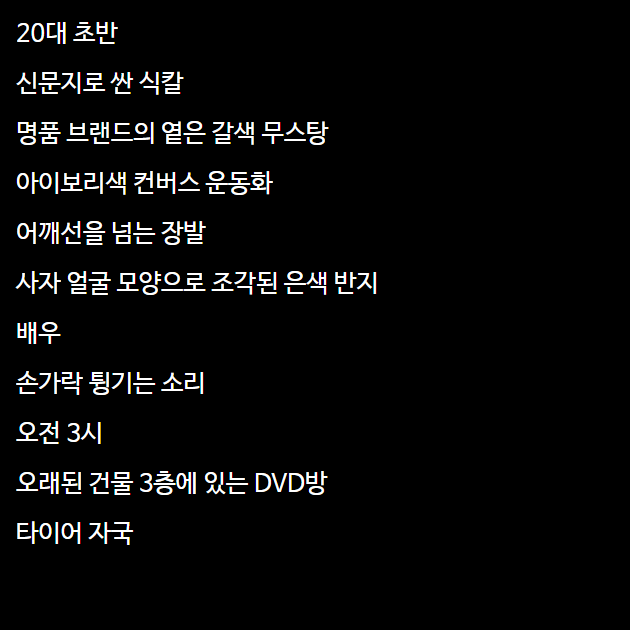 20대 초반
신문지로 싼 식칼
명품 브랜드의 옅은 갈색 무스탕
아이보리색 컨버스 운동화
어깨선을 넘는 장발
사자 얼굴 모양으로 조각된 은색 반지
배우
손가락 튕기는 소리
오전 3시
오래된 건물 3층에 있는 DVD방
타이어 자국